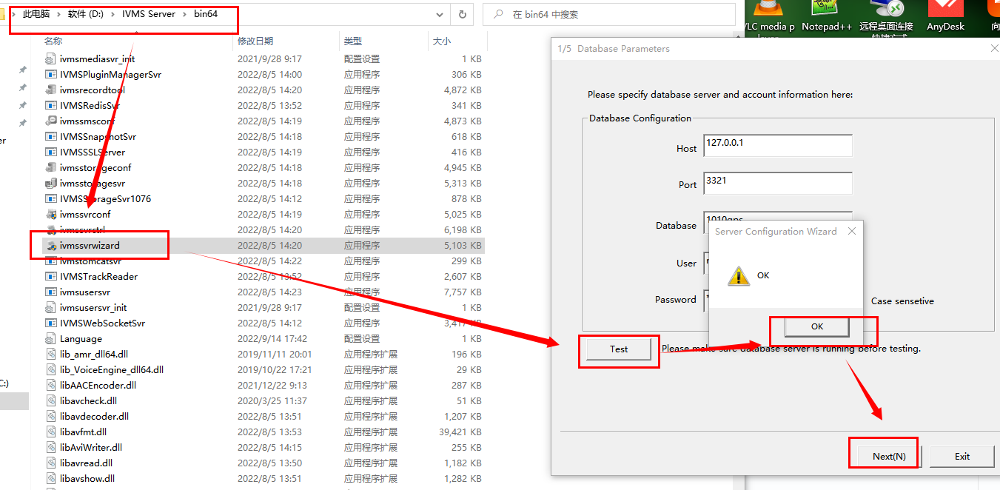 此电脑 › 软件 (D:) › IVMS Server › bin64
在 bin64 中搜索
名称 修改日期 类型 大小
ivmsmediasvr_init 2021/9/28 9:17 配置设置 1 KB
IVMSPluginManagerSvr 2022/8/5 14:00 应用程序 306 KB
ivmsrecordtool 2022/8/5 14:20 应用程序 4,872 KB
IVMSRedisSvr 2022/8/5 13:52 应用程序 341 KB
ivmssmsconf 2022/8/5 14:19 应用程序 4,873 KB
IVMSSnapshotSvr 2022/8/5 14:18 应用程序 618 KB
IVMSSSLServer 2022/8/5 14:19 应用程序 416 KB
ivmsstorageconf 2022/8/5 14:18 应用程序 4,945 KB
ivmsstoragesvr 2022/8/5 14:18 应用程序 5,313 KB
IVMSStorageSvr1076 2022/8/5 14:12 应用程序 878 KB
ivmssvrconf 2022/8/5 14:19 应用程序 5,025 KB
ivmssvrctrl 2022/8/5 14:20 应用程序 6,198 KB
ivmssvrwizard 2022/8/5 14:20 应用程序 5,103 KB
ivmstomcatsvr 2022/8/5 14:22 应用程序 299 KB
IVMSTrackReader 2022/8/5 13:52 应用程序 2,607 KB
ivmsusersvr 2022/8/5 14:23 应用程序 7,757 KB
ivmsusersvr_init 2021/9/28 9:17 配置设置 1 KB
IVMSWebSocketSvr 2022/8/5 14:12 应用程序 3,417 KB
Language 2022/9/14 17:42 配置设置 1 KB
lib_amr_dll64.dll 2019/11/11 20:01 应用程序扩展 196 KB
lib_VoiceEngine_dll64.dll 2019/10/22 17:21 应用程序扩展 29 KB
libAACEncoder.dll 2021/12/22 9:13 应用程序扩展 287 KB
libavcheck.dll 2020/3/25 11:37 应用程序扩展 51 KB
libavdecoder.dll 2022/8/5 13:51 应用程序扩展 1,207 KB
libavfmt.dll 2022/8/5 13:53 应用程序扩展 39,421 KB
libAviWriter.dll 2022/8/5 14:15 应用程序扩展 255 KB
libavread.dll 2022/8/5 13:50 应用程序扩展 1,182 KB
libavshow.dll 2022/8/5 13:51 应用程序扩展 1,282 KB
er
C:)
VLC media p Notepad++ 远程桌面连接 AnyDesk 向
快捷方式
1/5 Database Parameters
Please specify database server and account information here:
Database Configuration
Host 127.0.0.1
Port 3321
Database 1010gps
User
Password * Case sensetive
Server Configuration Wizard
OK
OK
Test Please make sure database server is running before testing.
Next(N) Exit